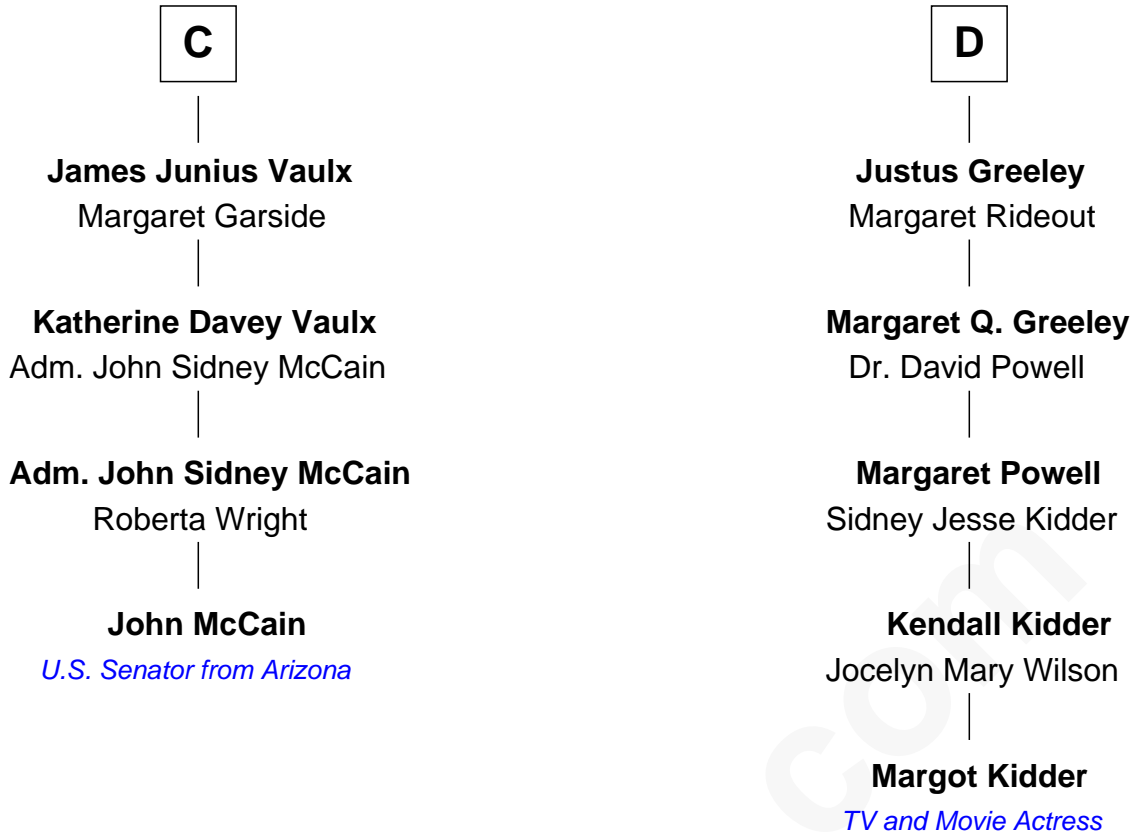 C
James Junius Vaulx
Margaret Garside
Katherine Davey Vaulx
Adm. John Sidney McCain
Adm. John Sidney McCain
Roberta Wright
John McCain
U.S. Senator from Arizona
D
Justus Greeley
Margaret Rideout
Margaret Q. Greeley
Dr. David Powell
Margaret Powell
Sidney Jesse Kidder
Kendall Kidder
Jocelyn Mary Wilson
Margot Kidder
TV and Movie Actress
com